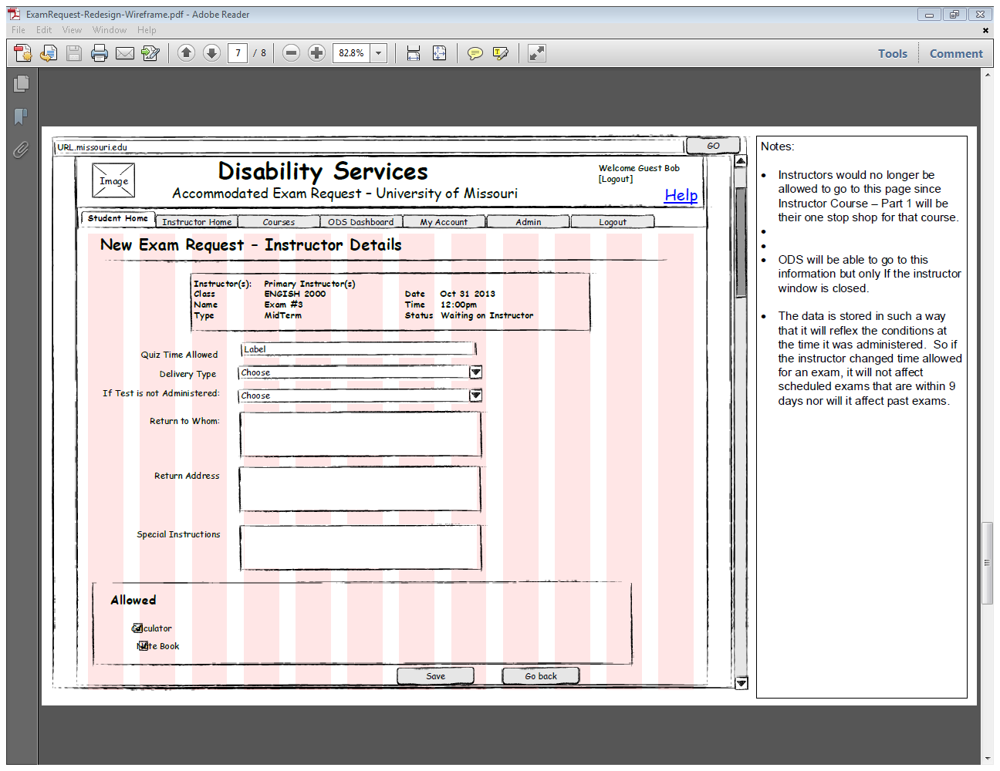 ExamRequest-Redesign-Wireframe.pdf - Adobe Reader
File Edit View Window Help
7 / 8 82.8% Tools Comment
URL.missouri.edu GO
Image
Disability Services
Accommodated Exam Request – University of Missouri
Welcome Guest Bob
[Logout]
Help
Student Home Instructor Home Courses ODS Dashboard My Account Admin Logout
New Exam Request – Instructor Details
Instructor(s): Primary Instructor(s)
Class ENGISH 2000 Date Oct 31 2013
Name Exam #3 Time 12:00pm
Type MidTerm Status Waiting on Instructor
Quiz Time Allowed Label
Delivery Type Choose
If Test is not Administered: Choose
Return to Whom:
Return Address
Special Instructions
Allowed
Calculator
Note Book
Save Go back
Notes:
• Instructors would no longer be
allowed to go to this page since
Instructor Course – Part 1 will be
their one stop shop for that course.
•
•
• ODS will be able to go to this
information but only If the instructor
window is closed.
• The data is stored in such a way
that it will reflex the conditions at
the time it was administered. So if
the instructor changed time allowed
for an exam, it will not affect
scheduled exams that are within 9
days nor will it affect past exams.